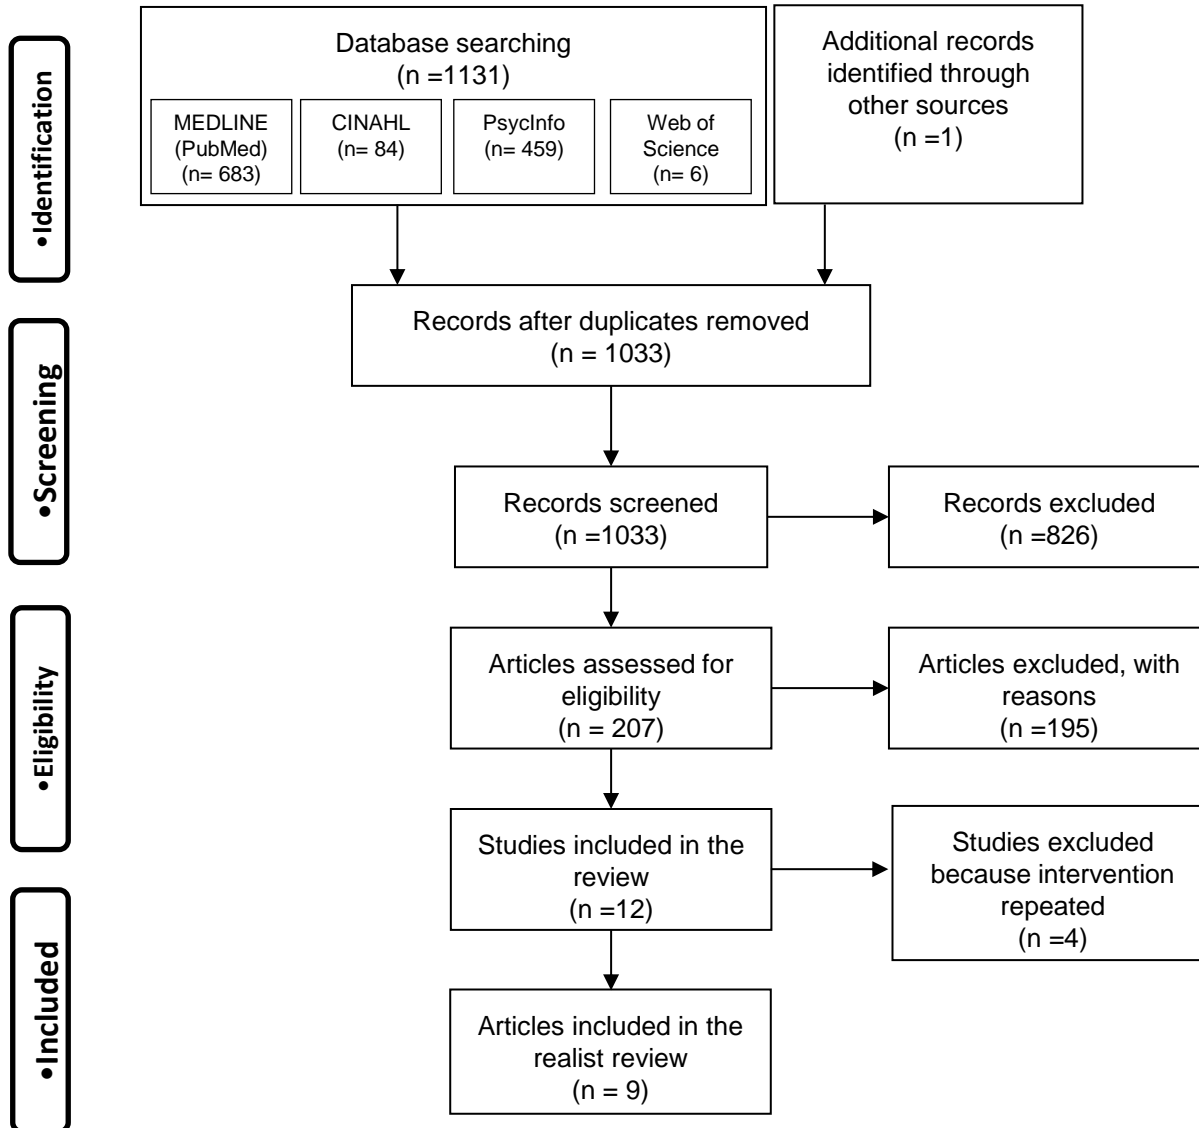 •Identification
Database searching
(n =1131)
MEDLINE
(PubMed)
(n= 683)
CINAHL
(n= 84)
PsycInfo
(n= 459)
Web of
Science
(n= 6)
Additional records
identified through
other sources
(n =1)
Records after duplicates removed
(n = 1033)
•Screening
Records screened
(n =1033)
Records excluded
(n =826)
•Eligibility
Articles assessed for
eligibility
(n = 207)
Articles excluded, with
reasons
(n =195)
Studies included in the
review
(n =12)
Studies excluded
because intervention
repeated
(n =4)
•Included
Articles included in the
realist review
(n = 9)